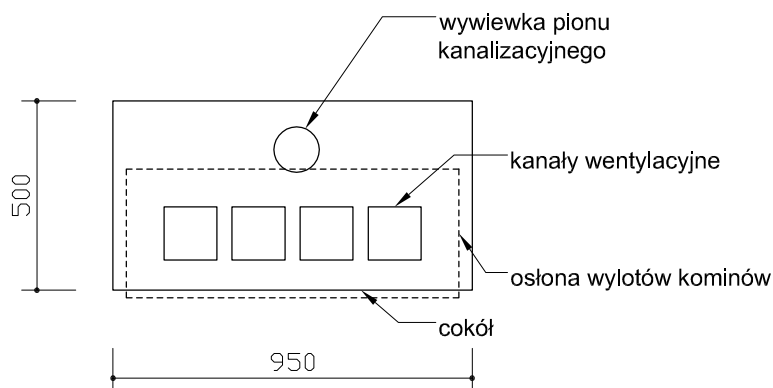 wywiewka pionu
kanalizacyjnego
kanały wentylacyjne
500
osłona wylotów kominów
cokół
950